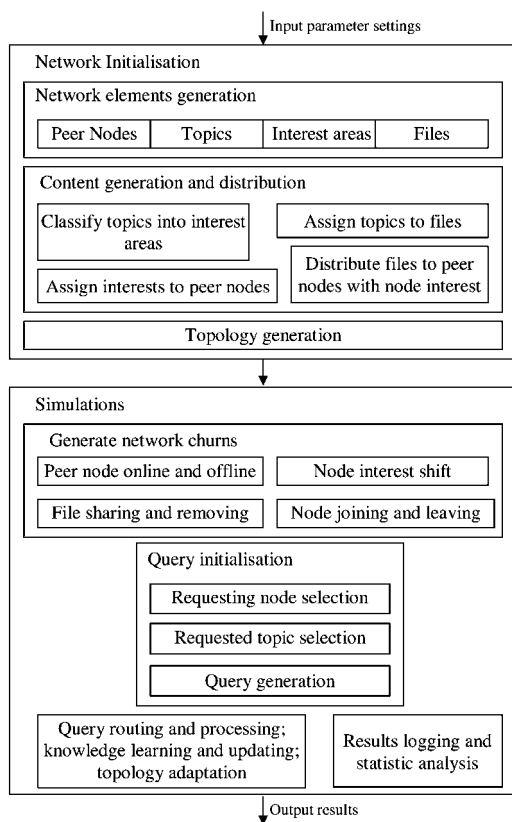 Input parameter settings
Network Initialisation
Network elements generation
Peer Nodes
Topics
Interest areas
Files
Content generation and distribution
Classify topics into interest
areas
Assign topics to files
Assign interests to peer nodes
Distribute files to peer
nodes with node interest
Topology generation
Simulations
Generate network churns
Peer node online and offline
Node interest shift
File sharing and removing
Node joining and leaving
Query initialisation
Requesting node selection
Requested topic selection
Query generation
Query routing and processing;
knowledge learning and updating;
topology adaptation
Results logging and
statistic analysis
Output results